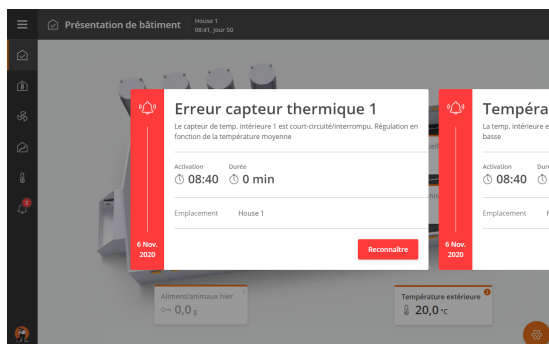 Présentation de bâtiment
House 1
08:41, jour 50
Erreur capteur thermique 1
Le capteur de temp. intérieure 1 est court-circuité/interrompu. Régulation en
fonction de la température moyenne
Activation
Durée
08:40
0 min
Emplacement
House 1
6 Nov.
2020
Reconnaître
Tempéra
La temp. intérieure e
basse
Activation
Dur
08:40
Emplacement
H
6 Nov.
2020
Aliment/animaux hier
0,0 g
Température extérieure
20,0 °C
2